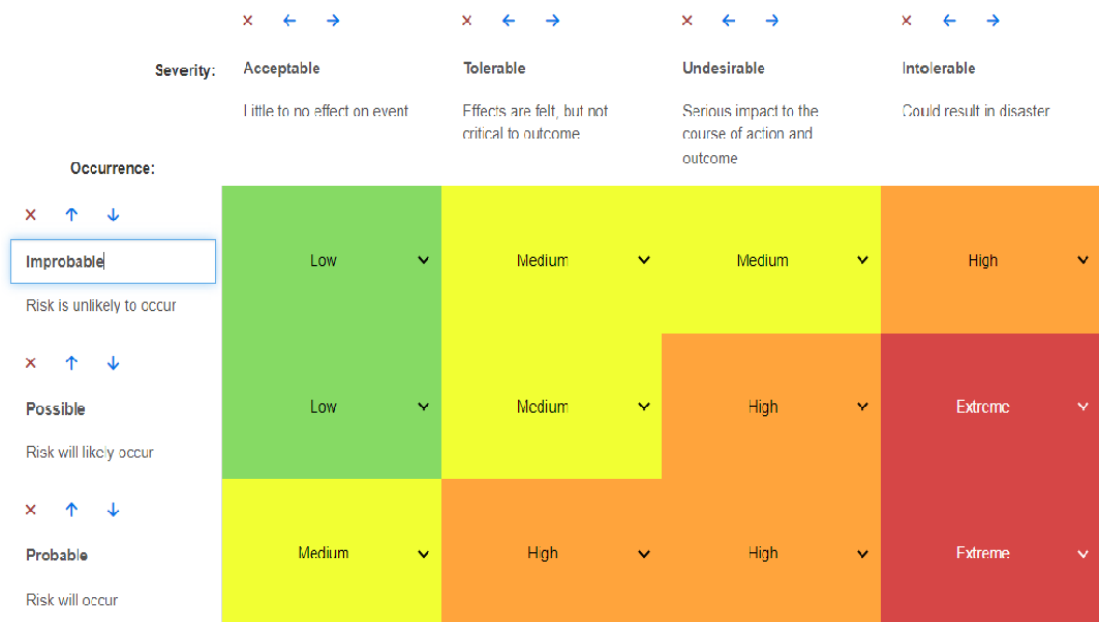 Severity: Acceptable Tolerable Undesirable Intolerable
Little to no effect on event Effects are felt, but not Serious impact to the Could result in disaster
critical to outcome course of action and
outcome
Occurrence:
Improbable Low Medium Medium High
Risk is unlikely to occur
Possible Low Medium High Extreme
Risk will likely occur
Probable Medium High High Extreme
Risk will occur